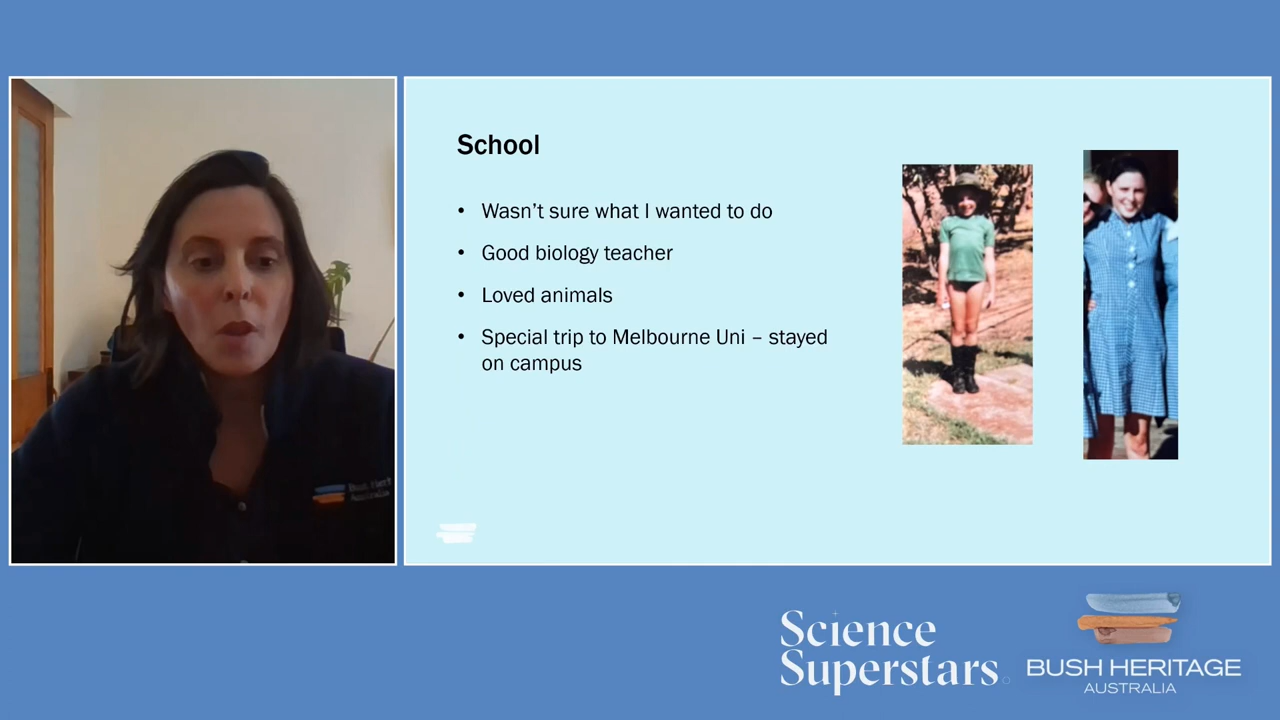 School
• Wasn't sure what I wanted to do
• Good biology teacher
• Loved animals
• Special trip to Melbourne Uni – stayed
on campus
Australia
Science
Superstars.
BUSH HERITAGE
AUSTRALIA